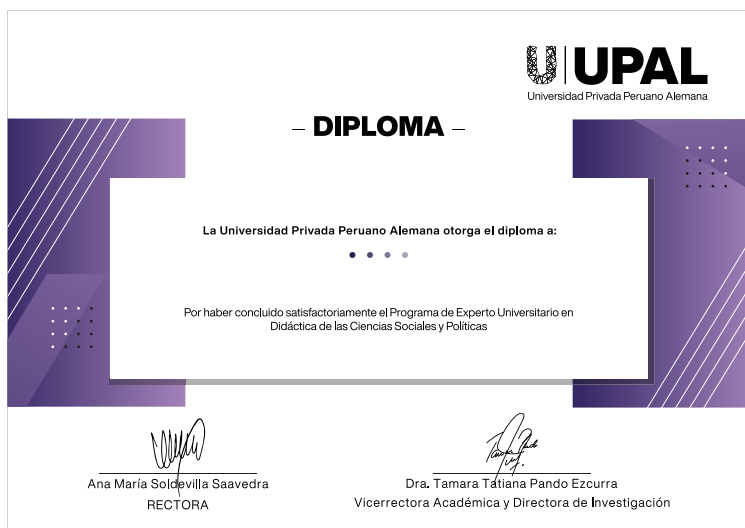 UPAL
Universidad Privada Peruano Alemana
– DIPLOMA –
La Universidad Privada Peruano Alemana otorga el diploma a:
Por haber concluido satisfactoriamente el Programa de Experto Universitario en
Didáctica de las Ciencias Sociales y Políticas
Ana María Soldevilla Saavedra
RECTORA
Dra. Tamara Tatiana Pando Ezcurra
Vicerrectora Académica y Directora de Investigación